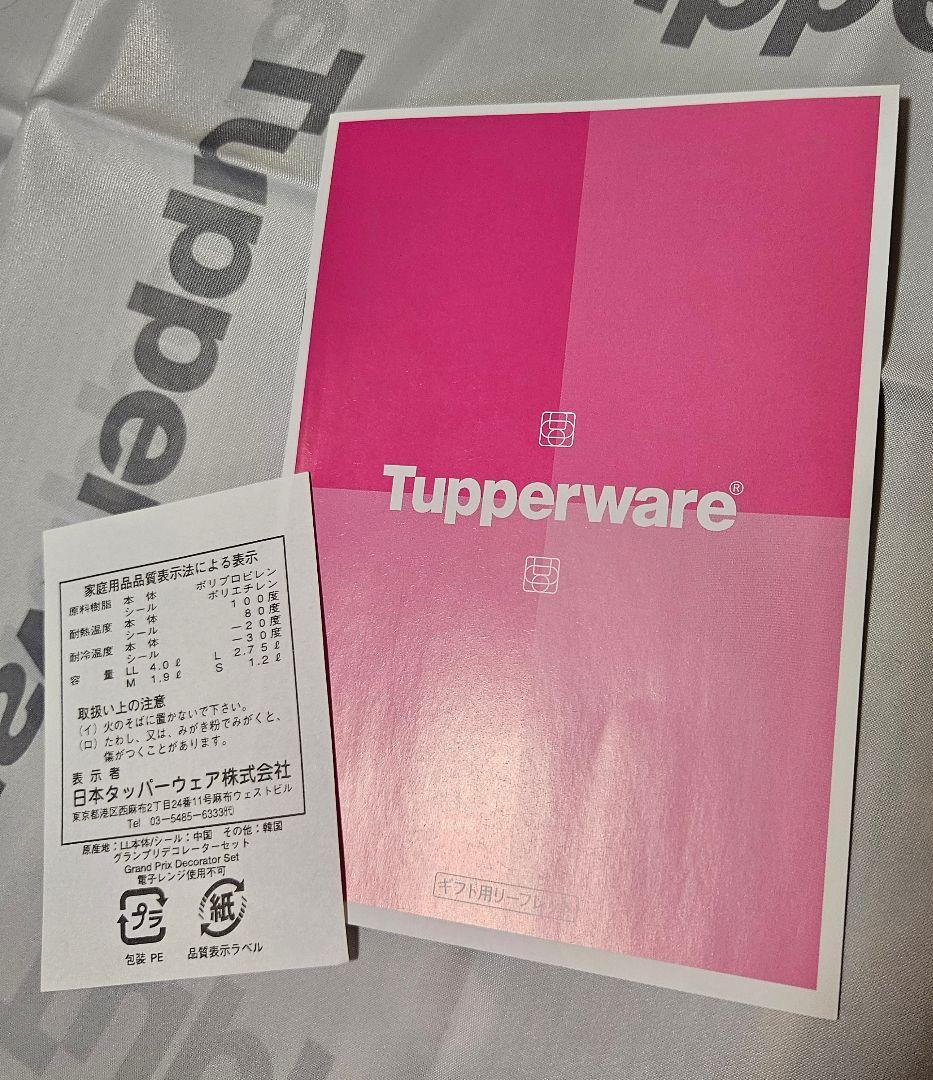 Tupperware
Tupperware®
ギフト用リーフレット
家庭用品品質表示法による表示
原料樹脂 本体 ポリプロピレン
シール ポリエチレン
耐熱温度 本体 100度
シール 80度
耐冷温度 本体 −20度
シール −30度
容量 LL 4.0ℓ L 2.75ℓ
M 1.9ℓ S 1.2ℓ
取扱い上の注意
(イ)火のそばに置かないで下さい。
(ロ)たわし、又は、みがき粉でみがくと、
傷がつくことがあります。
表示者
日本タッパーウェア株式会社
東京都港区西麻布2丁目24番11号麻布ウェストビル
Tel 03−5485−6333㈹
原産地:LL本体/シール:中国 その他:韓国
グランプリデコレーターセット
Grand Prix Decorator Set
電子レンジ使用不可
プラ 紙
包装 PE 品質表示ラベル